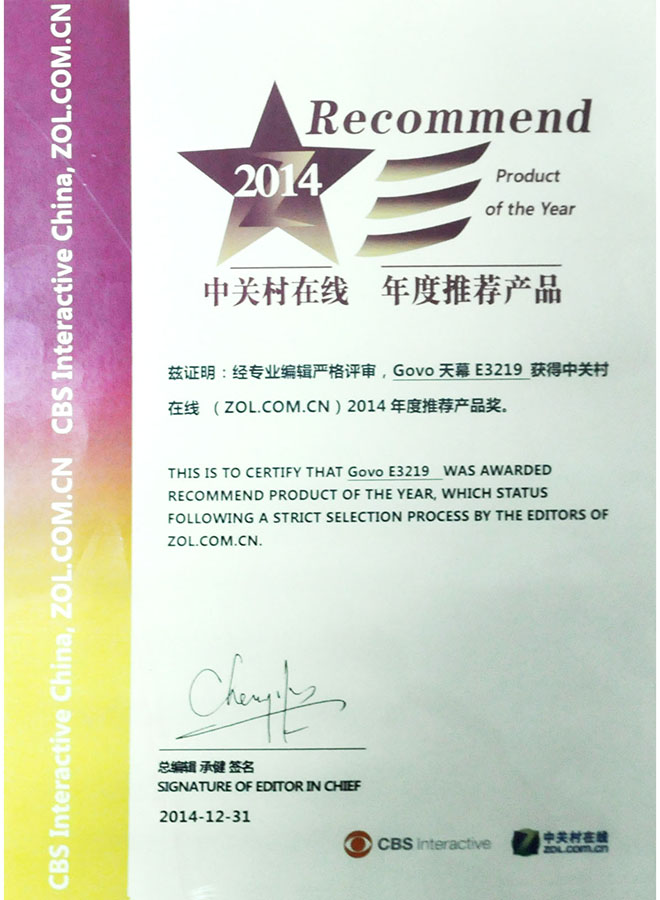 CBS Interactive China, ZOL.COM.CN CBS Interactive China, ZOL.COM.CN
Recommend
2014
Product
of the Year
中关村在线 年度推荐产品
兹证明：经专业编辑严格评审，Govo 天幕 E3219 获得中关村
在线 （ZOL.COM.CN）2014 年度推荐产品奖。
THIS IS TO CERTIFY THAT Govo E3219 WAS AWARDED
RECOMMEND PRODUCT OF THE YEAR, WHICH STATUS
FOLLOWING A STRICT SELECTION PROCESS BY THE EDITORS OF
ZOL.COM.CN.
总编辑 承健 签名
SIGNATURE OF EDITOR IN CHIEF
2014-12-31
CBS Interactive
中关村在线
ZOL.com.cn